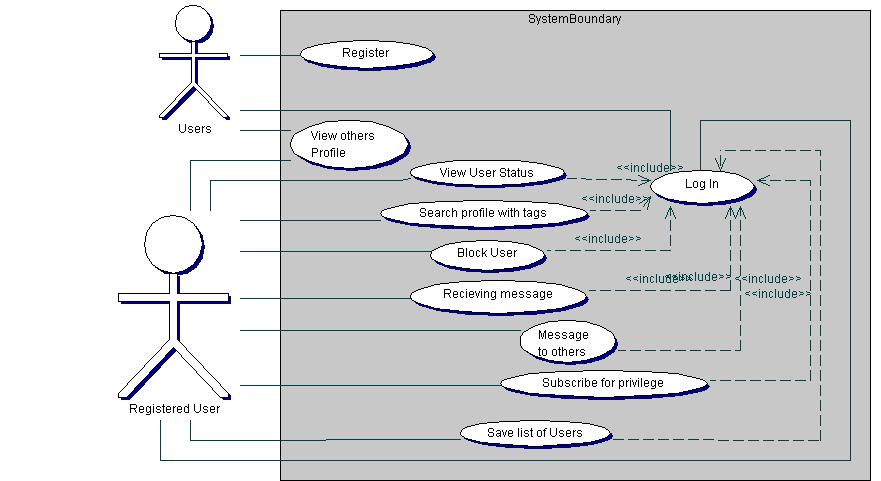 SystemBoundary
Register
Users
View others
Profile
View User Status
<<include>>
Log In
Search profile with tags
<<include>>
Block User
<<include>>
Recieving message
<<include>>
<<include>>
<<include>>
<<include>>
Message
to others
Subscribe for privilege
Registered User
Save list of Users